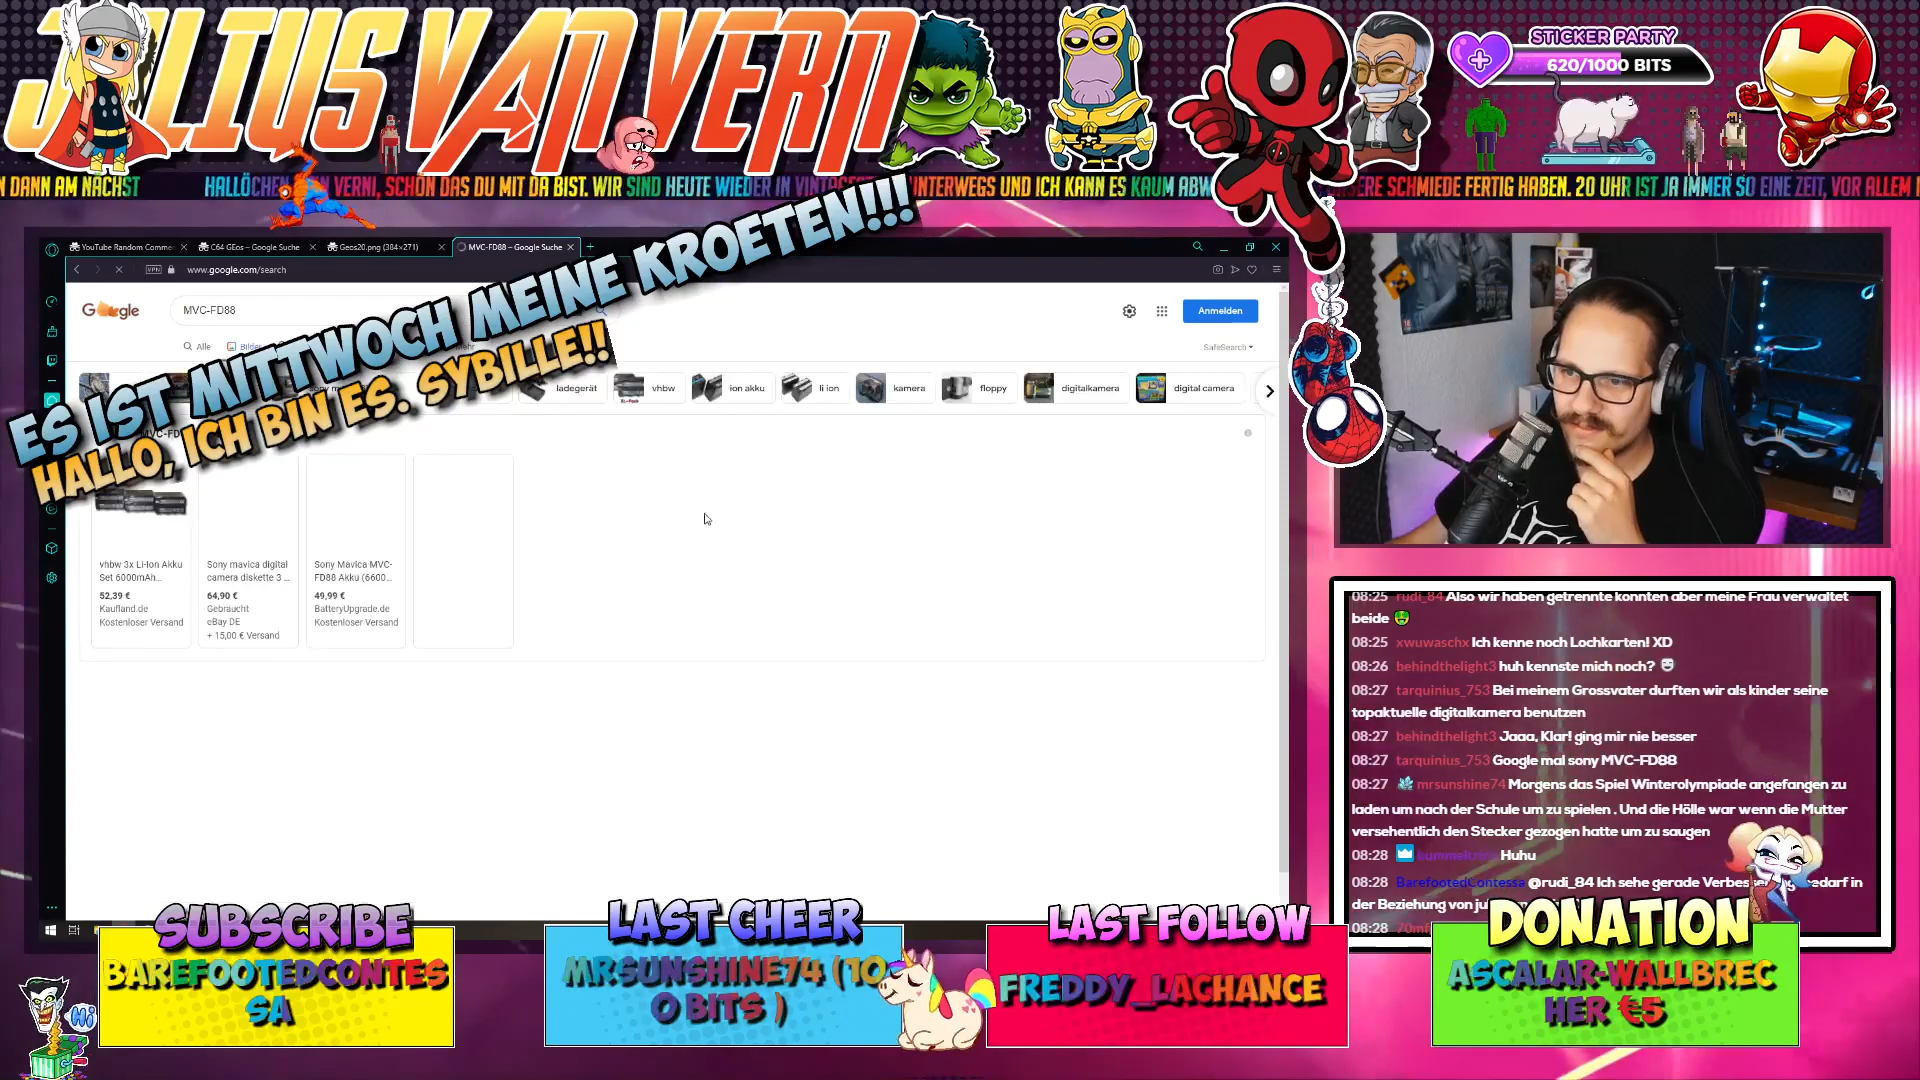 JULIUS VAN VERN
STICKER PARTY
620/1000 BITS
N DANN AM NÄCHST
HALLÖCHEN
VERNI, SCHÖN DAS DU MIT DA BIST. WIR SIND HEUTE WIEDER IN
UNTERWEGS UND ICH KANN ES KAUM
SERE SCHMIEDE FERTIG HABEN. 20 UHR IST JA IMMER SO EINE ZEIT, VOR ALLEM
ES IST MITTWOCH MEINE KROETEN!!!
HALLO, ICH BIN ES. SYBILLE!!
YouTube Random Comme
C64 GEos – Google Suche
Geos20.png (384×271)
MVC-FD88 – Google Suche
VPN
www.google.com/search
MVC-FD88
Anmelden
Alle
Bilder
SafeSearch
ladegerät
vhbw
ion akku
li ion
kamera
floppy
digitalkamera
digital camera
vhbw 3x Li-Ion Akku
Set 6000mAh...
52,39 €
Kaufland.de
Kostenloser Versand
Sony mavica digital
camera diskette 3 ...
64,90 €
Gebraucht
eBay DE
+ 15,00 € Versand
Sony Mavica MVC-
FD88 Akku (6600...
49,99 €
BatteryUpgrade.de
Kostenloser Versand
08:25 rudi_84 Also wir haben getrennte konnten aber meine Frau verwaltet
beide
08:25 xwuwaschx Ich kenne noch Lochkarten! XD
08:26 behindthelight3 huh kennste mich noch?
08:27 tarquinius_753 Bei meinem Grossvater durften wir als kinder seine
topaktuelle digitalkamera benutzen
08:27 behindthelight3 Jaaa, Klar! ging mir nie besser
08:27 tarquinius_753 Google mal sony MVC-FD88
08:27 mrsunshine74 Morgens das Spiel Winterolympiade angefangen zu
laden um nach der Schule um zu spielen . Und die Hölle war wenn die Mutter
versehentlich den Stecker gezogen hatte um zu saugen
08:28 Huhu
08:28 BarefootedContessa @rudi_84 Ich sehe gerade
in
der Beziehung von
08:28
SUBSCRIBE
BAREFOOTEDCONTES
SA
LAST CHEER
MRSUNSHINE74 (10
0 BITS )
LAST FOLLOW
FREDDY_LACHANCE
DONATION
ASCALAR-WALLBREC
HER €5
Hi